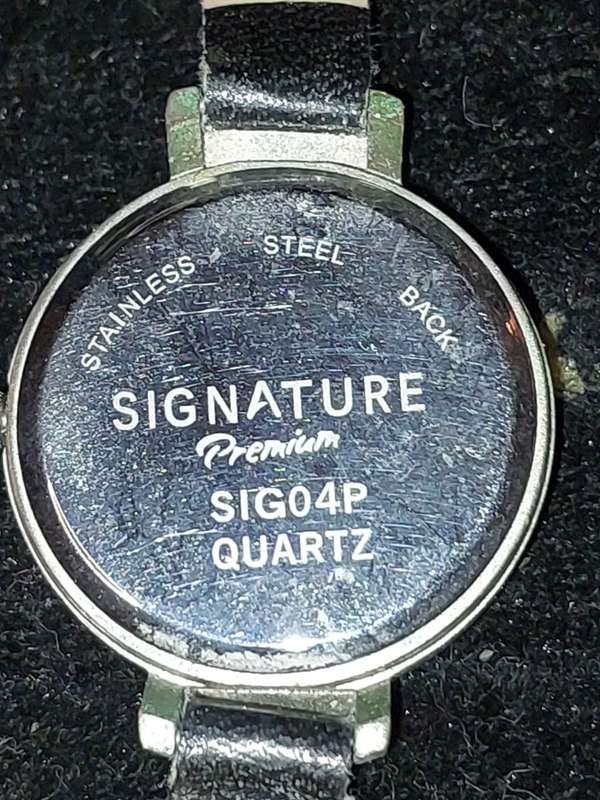 STAINLESS STEEL BACK
SIGNATURE
Premium
SIG04P
QUARTZ